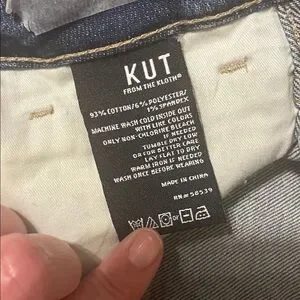 KUT
FROM THE KLOTH®
93% COTTON/6% POLYESTER/
1% SPANDEX
MACHINE WASH COLD INSIDE OUT
WITH LIKE COLORS
ONLY NON-CHLORINE BLEACH
IF NEEDED
TUMBLE DRY LOW
OR FOR BETTER CARE
LAY FLAT TO DRY
WARM IRON IF NEEDED
WASH ONCE BEFORE WEARING
MADE IN CHINA
RN# 58539
OR